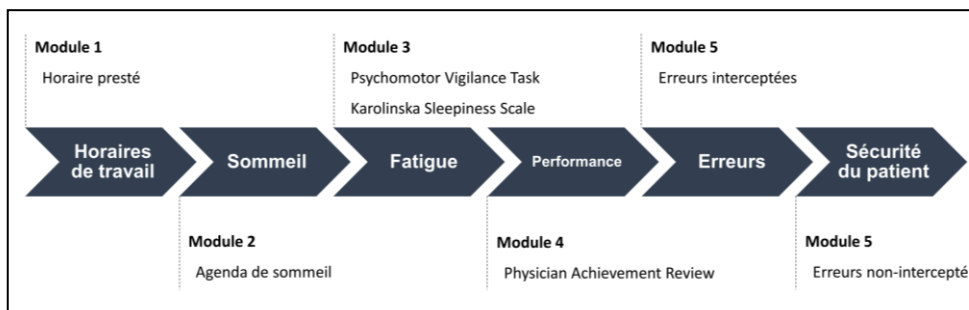 Module 1
Horaire presté
Module 3
Psychomotor Vigilance Task
Karolinska Sleepiness Scale
Module 5
Erreurs interceptées
Horaires
de travail
Sommeil
Fatigue
Performance
Erreurs
Sécurité
du patient
Module 2
Agenda de sommeil
Module 4
Physician Achievement Review
Module 5
Erreurs non-intercepté